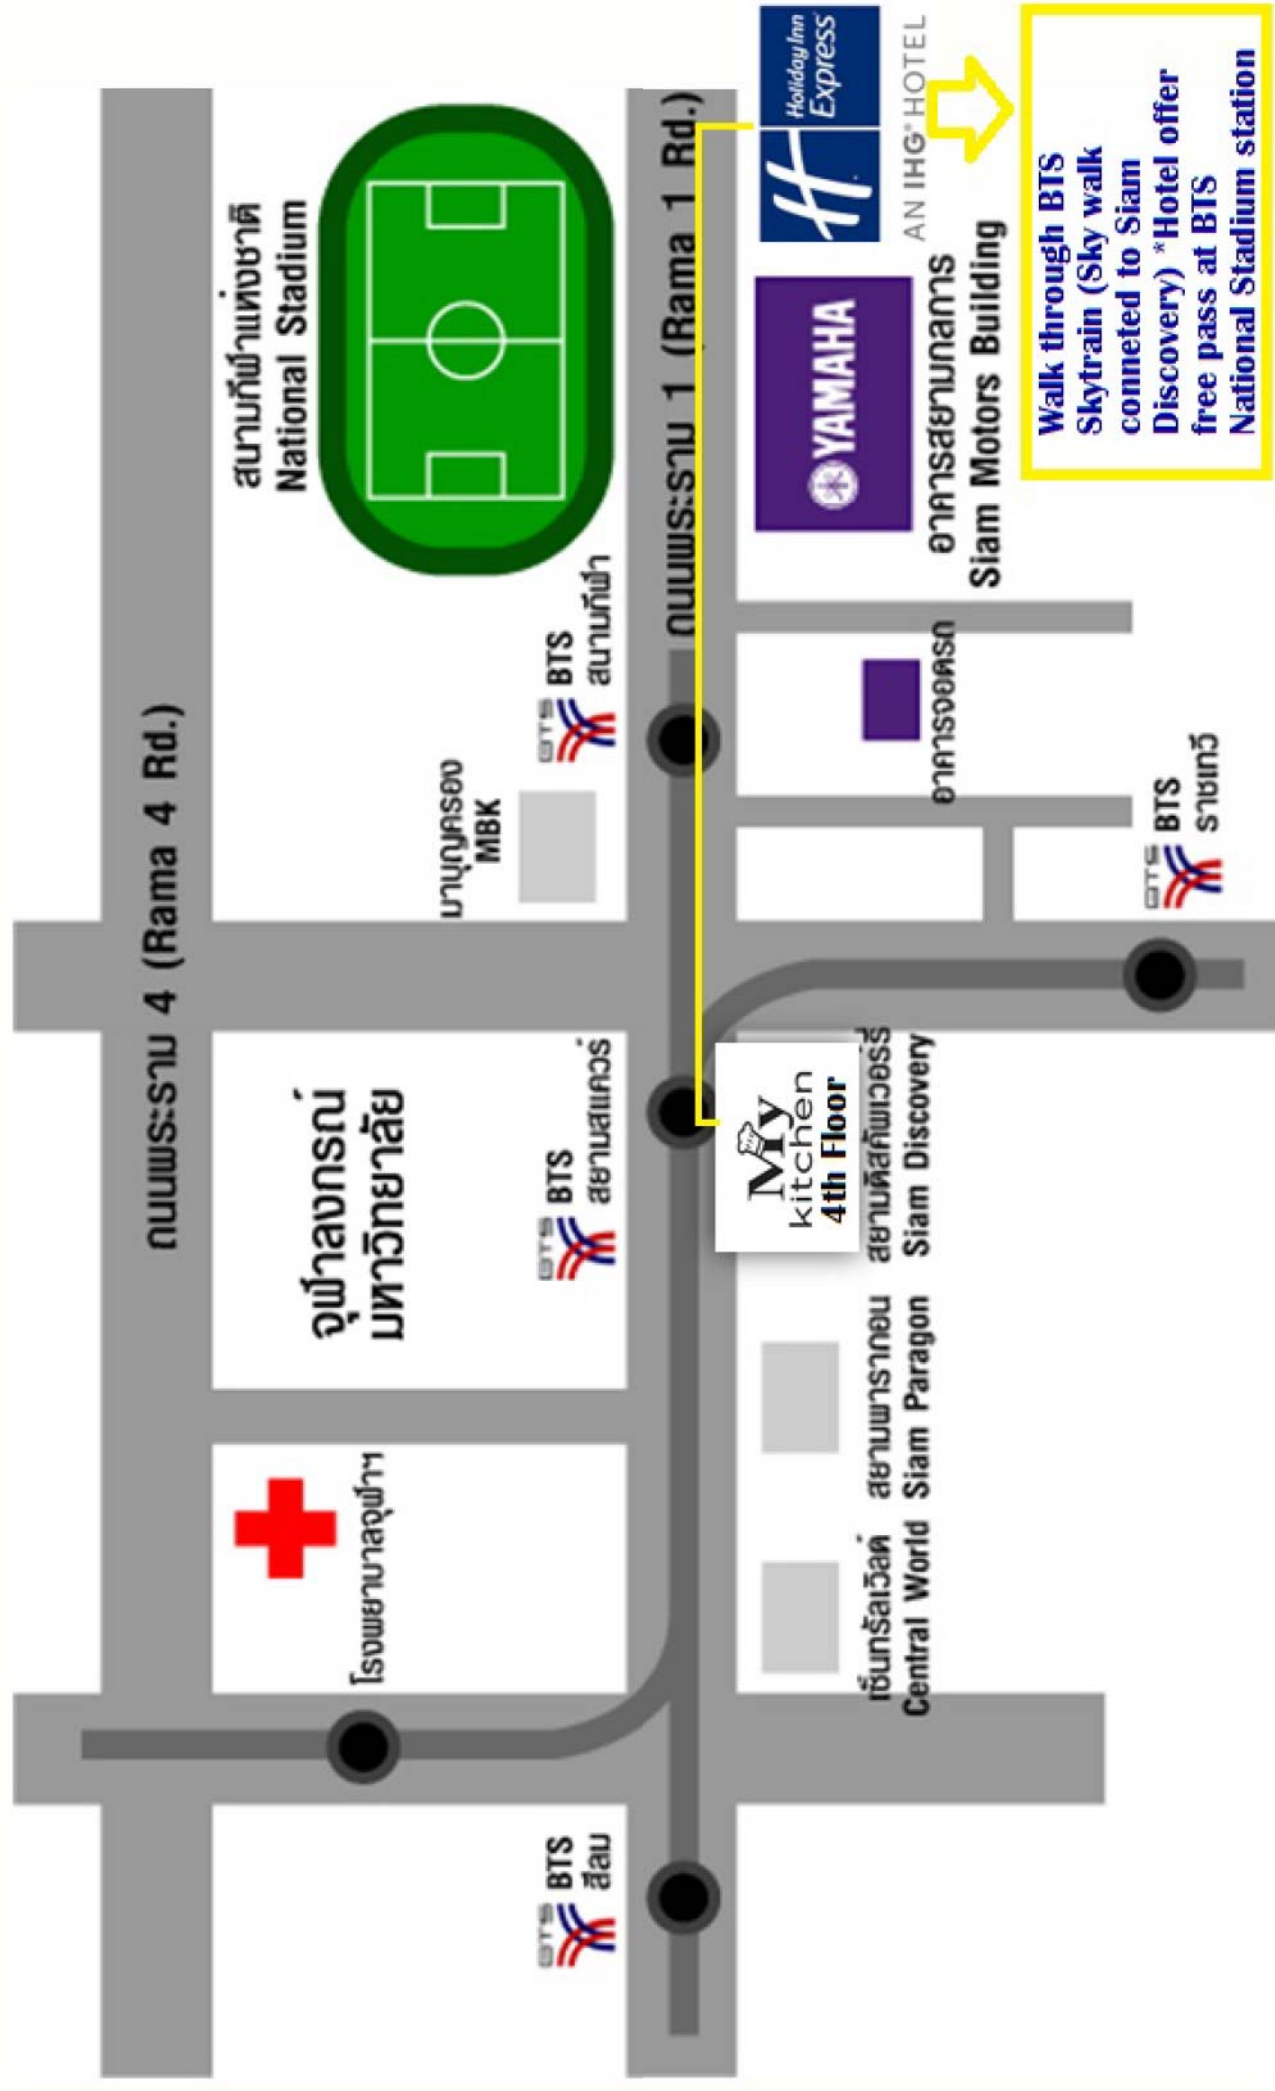 ถนนพระราม 4 (Rama 4 Rd.)
สนามกีฬาแห่งชาติ
National Stadium
จุฬาลงกรณ์
มหาวิทยาลัย
โรงพยาบาลจุฬาฯ
มาบุญครอง
MBK
BTS
BTS
สีลม
BTS
BTS
สยามสแควร์
BTS
BTS
สนามกีฬา
ถนนพระราม 1 (Rama 1 Rd.)
My
kitchen
4th Floor
YAMAHA
H Holiday Inn
Express
AN IHG® HOTEL
เซ็นทรัลเวิลด์
Central World
สยามพารากอน
Siam Paragon
สยามดิสคัฟเวอร์รี่
Siam Discovery
อาคารจอดรถ
อาคารสยามกลการ
Siam Motors Building
BTS
BTS
ราชเทวี
Walk through BTS
Skytrain (Sky walk
conneted to Siam
Discovery) *Hotel offer
free pass at BTS
National Stadium station